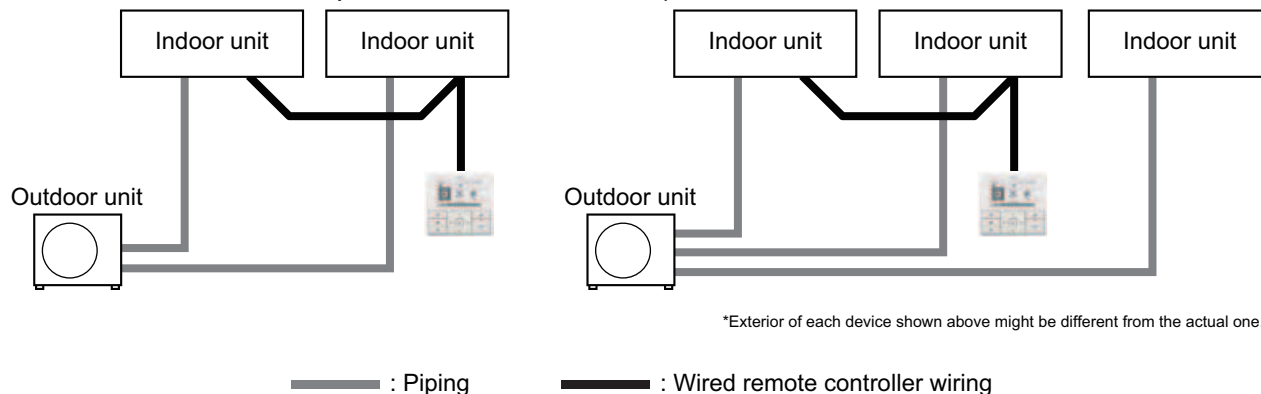 Indoor unit Indoor unit
Outdoor unit
Indoor unit Indoor unit Indoor unit
Outdoor unit
*Exterior of each device shown above might be different from the actual one
: Piping : Wired remote controller wiring